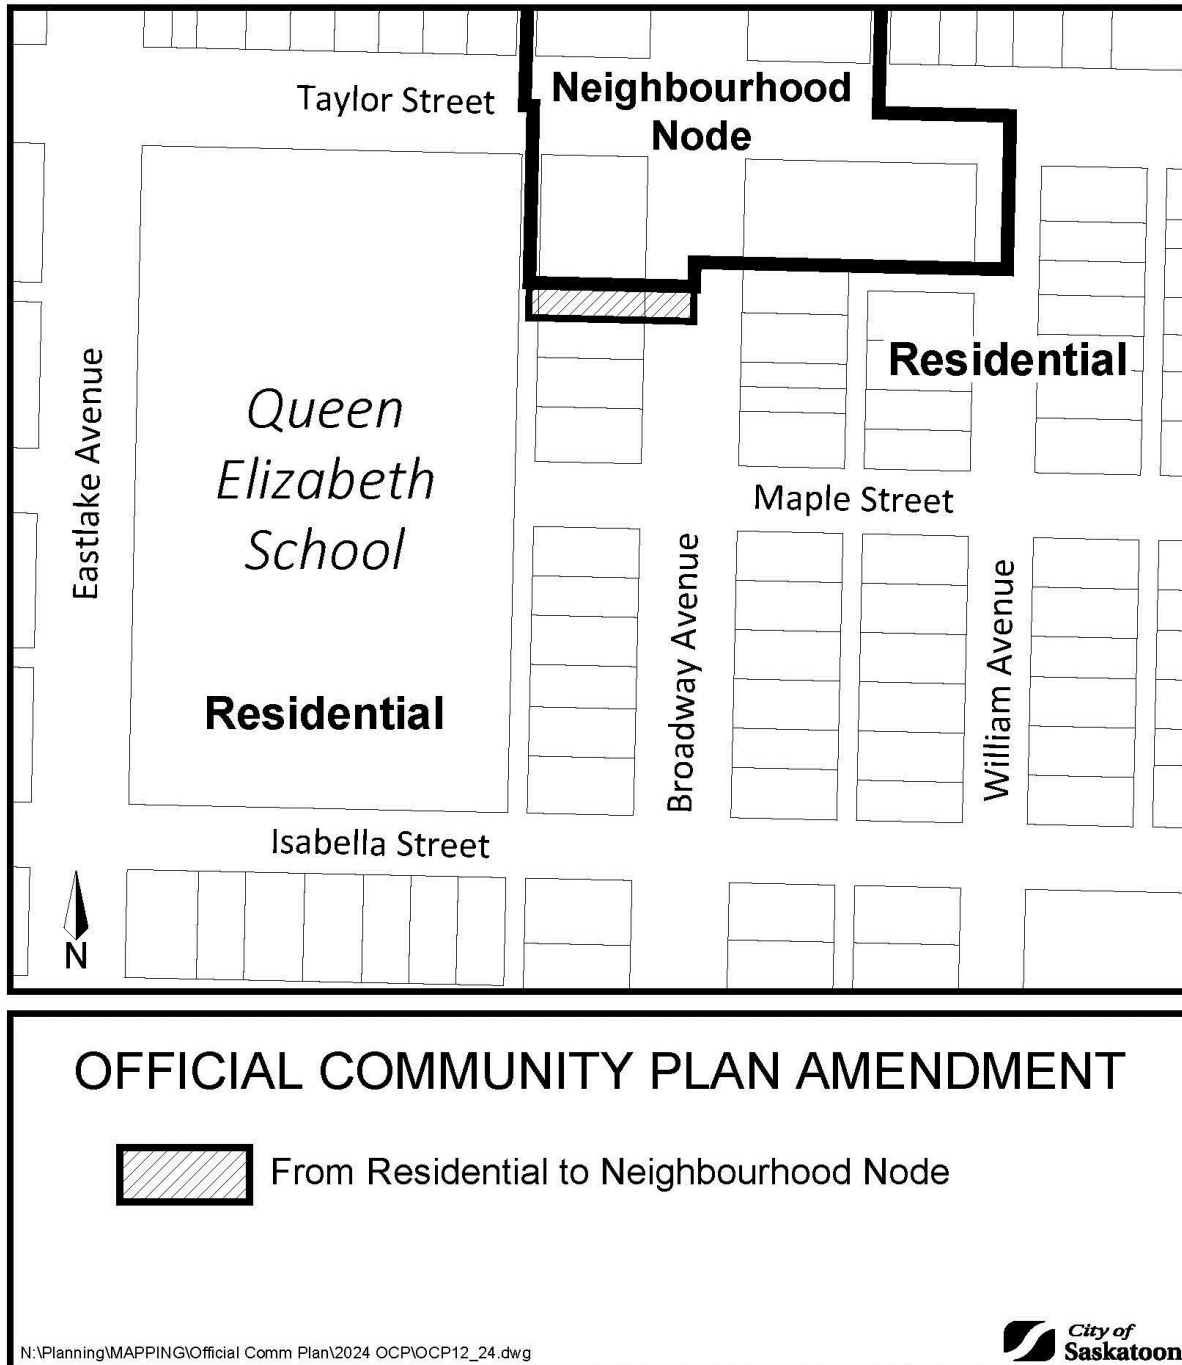 Taylor Street
Neighbourhood
Node
Residential
Eastlake Avenue
Queen
Elizabeth
School
Maple Street
Broadway Avenue
William Avenue
Residential
Isabella Street
N
OFFICIAL COMMUNITY PLAN AMENDMENT
From Residential to Neighbourhood Node
N:\Planning\MAPPING\Official Comm Plan\2024 OCP\OCP12_24.dwg
City of
Saskatoon